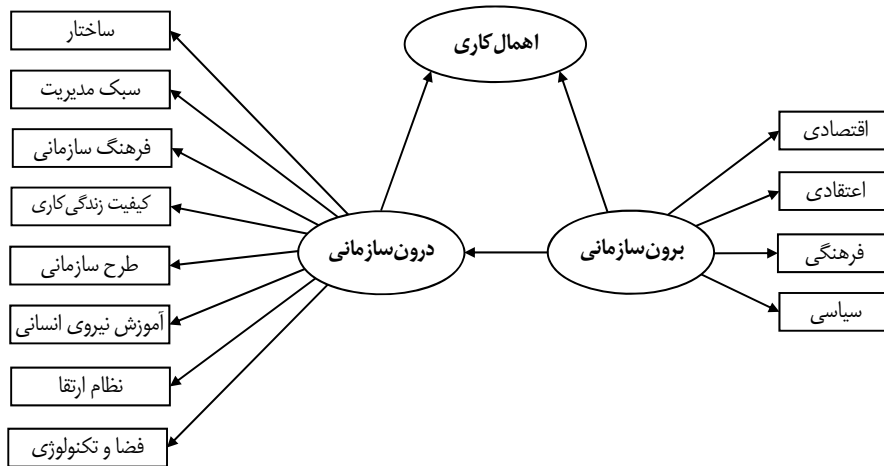 اهمال‌کاری
برون‌سازمانی
درون‌سازمانی
اقتصادی
اعتقادی
فرهنگی
سیاسی
ساختار
سبک مدیریت
فرهنگ سازمانی
کیفیت زندگی‌کاری
طرح سازمانی
آموزش نیروی انسانی
نظام ارتقا
فضا و تکنولوژی